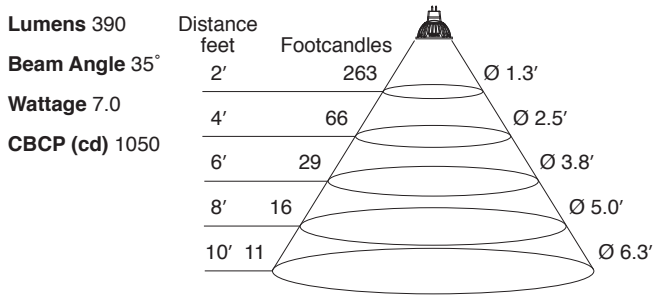 Lumens 390
Beam Angle 35°
Wattage 7.0
CBCP (cd) 1050
Distance
feet
Footcandles
2′ 263 Ø 1.3′
4′ 66 Ø 2.5′
6′ 29 Ø 3.8′
8′ 16 Ø 5.0′
10′ 11 Ø 6.3′